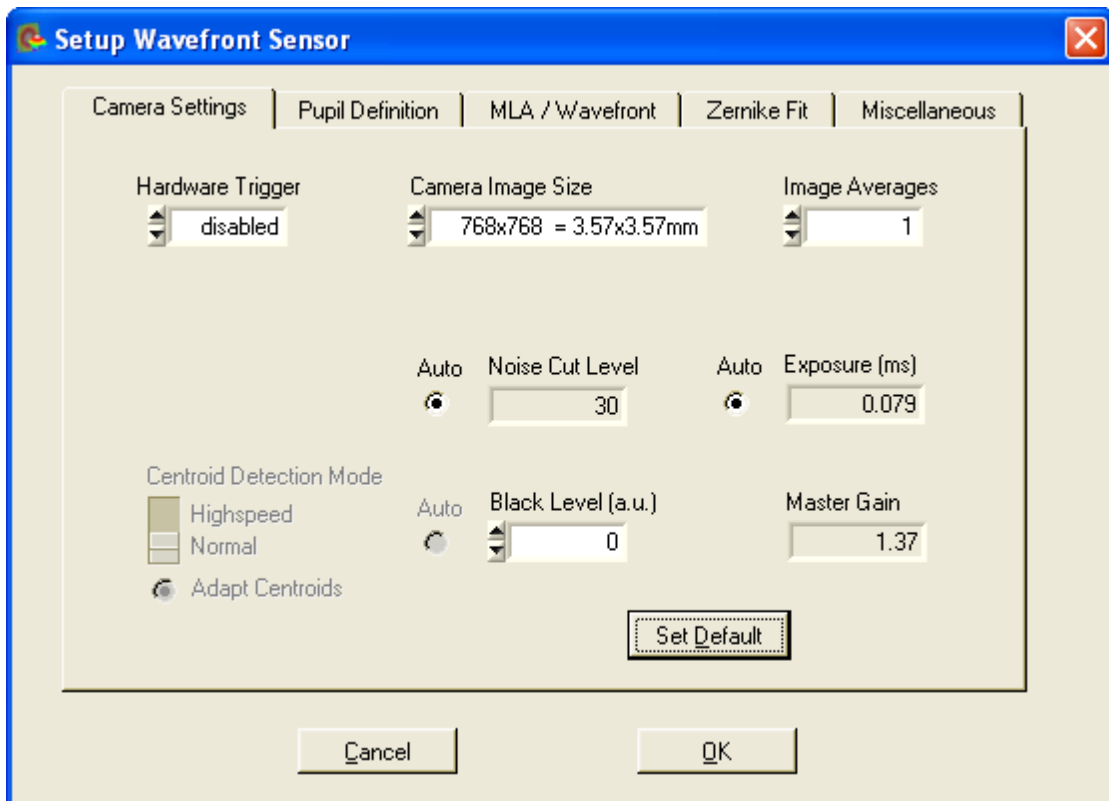 Setup Wavefront Sensor
Camera Settings Pupil Definition MLA / Wavefront Zernike Fit Miscellaneous
Hardware Trigger Camera Image Size Image Averages
disabled 768x768 = 3.57x3.57mm 1
Auto Noise Cut Level Auto Exposure (ms)
30 0.079
Centroid Detection Mode
Highspeed
Normal
Adapt Centroids
Auto Black Level (a.u.) Master Gain
0 1.37
Set Default
Cancel OK